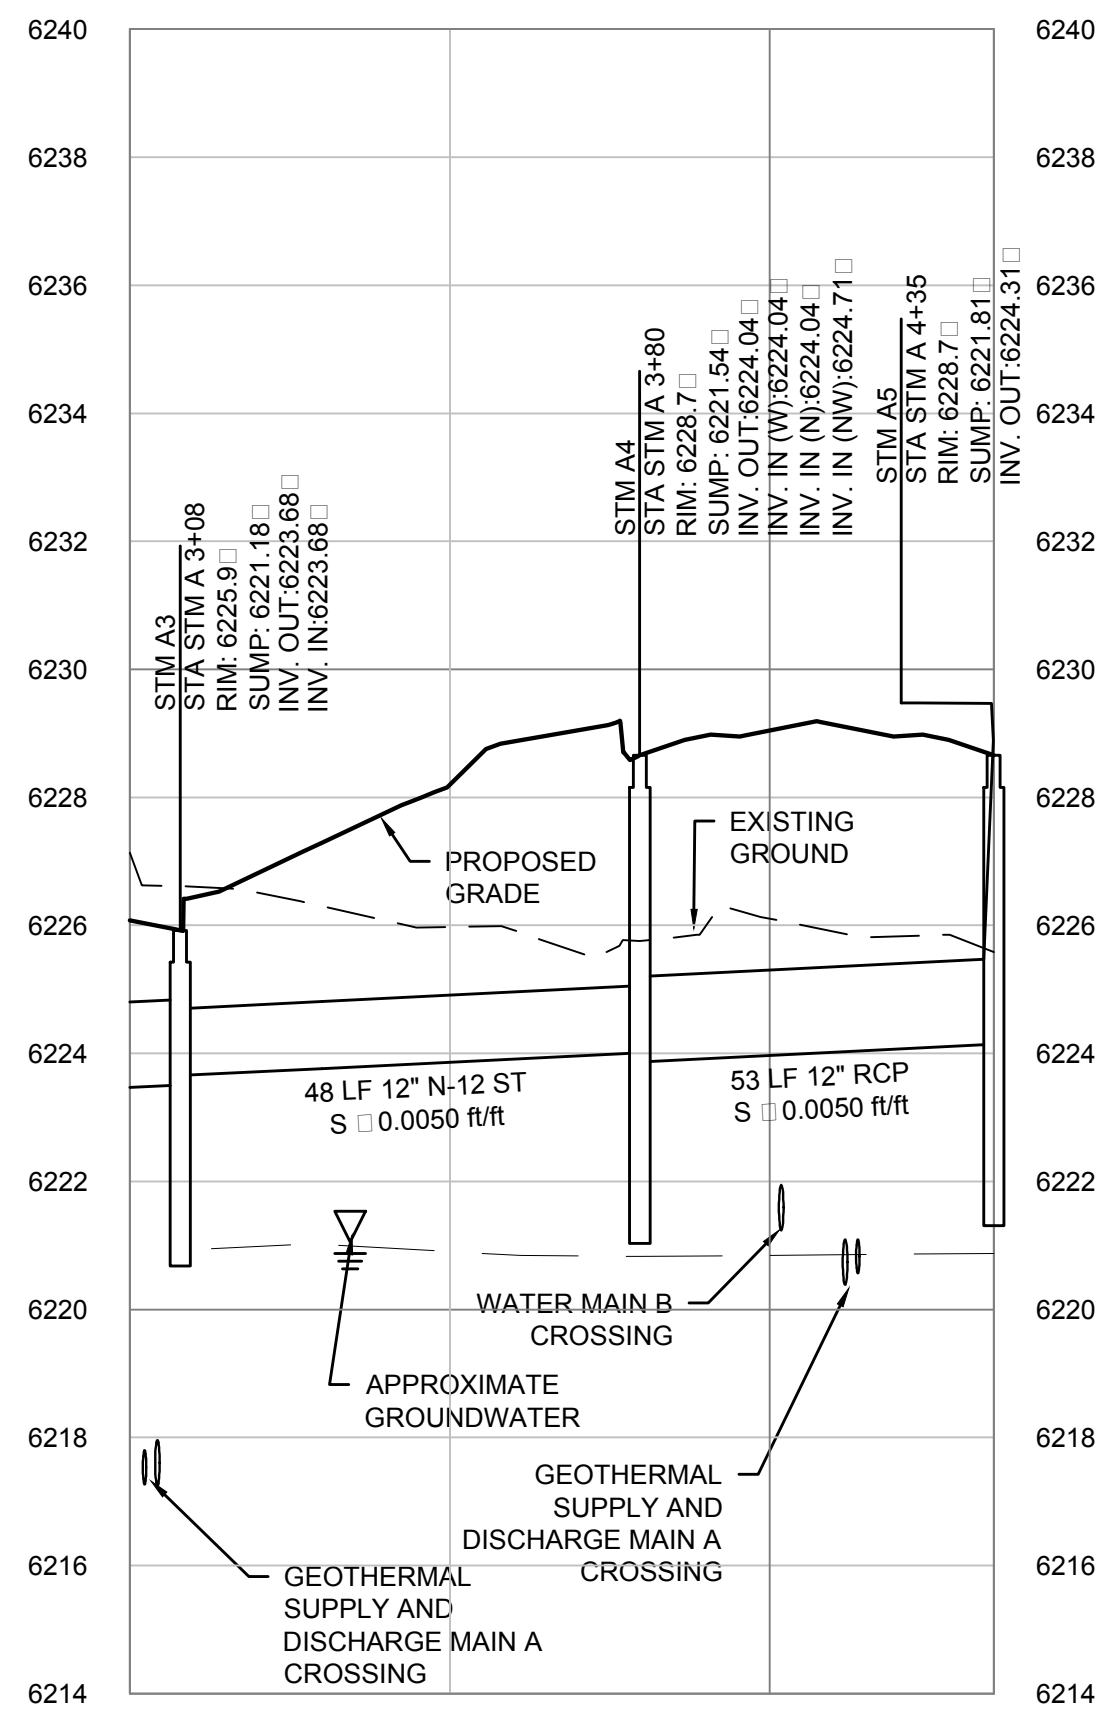 6240
6240
6238
6238
6236
6236
6234
6234
6232
6232
6230
6230
6228
6228
6226
6226
6224
6224
6222
6222
6220
6220
6218
6218
6216
6216
6214
6214
STM A3
STA STM A 3+08
RIM: 6225.9□
SUMP: 6221.18□
INV. OUT:6223.68□
INV. IN:6223.68□
STM A4
STA STM A 3+80
RIM: 6228.7□
SUMP: 6221.54□
INV. OUT:6224.04□
INV. IN (W):6224.04□
INV. IN (N):6224.04□
INV. IN (NW):6224.71□
STM A5
STA STM A 4+35
RIM: 6228.7□
SUMP: 6221.81□
INV. OUT:6224.31□
EXISTING
GROUND
PROPOSED
GRADE
48 LF 12" N-12 ST
S □ 0.0050 ft/ft
53 LF 12" RCP
S □ 0.0050 ft/ft
WATER MAIN B
CROSSING
APPROXIMATE
GROUNDWATER
GEOTHERMAL
SUPPLY AND
DISCHARGE MAIN A
CROSSING
GEOTHERMAL
SUPPLY AND
DISCHARGE MAIN A
CROSSING